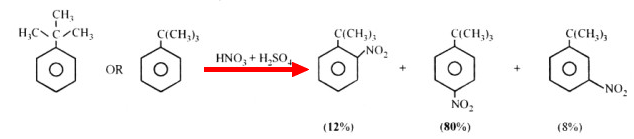 CH₃
H₃C C CH₃
OR
C(CH₃)₃
HNO₃ + H₂SO₄
C(CH₃)₃
NO₂
(12%)
+
C(CH₃)₃
NO₂
(80%)
+
C(CH₃)₃
NO₂
(8%)